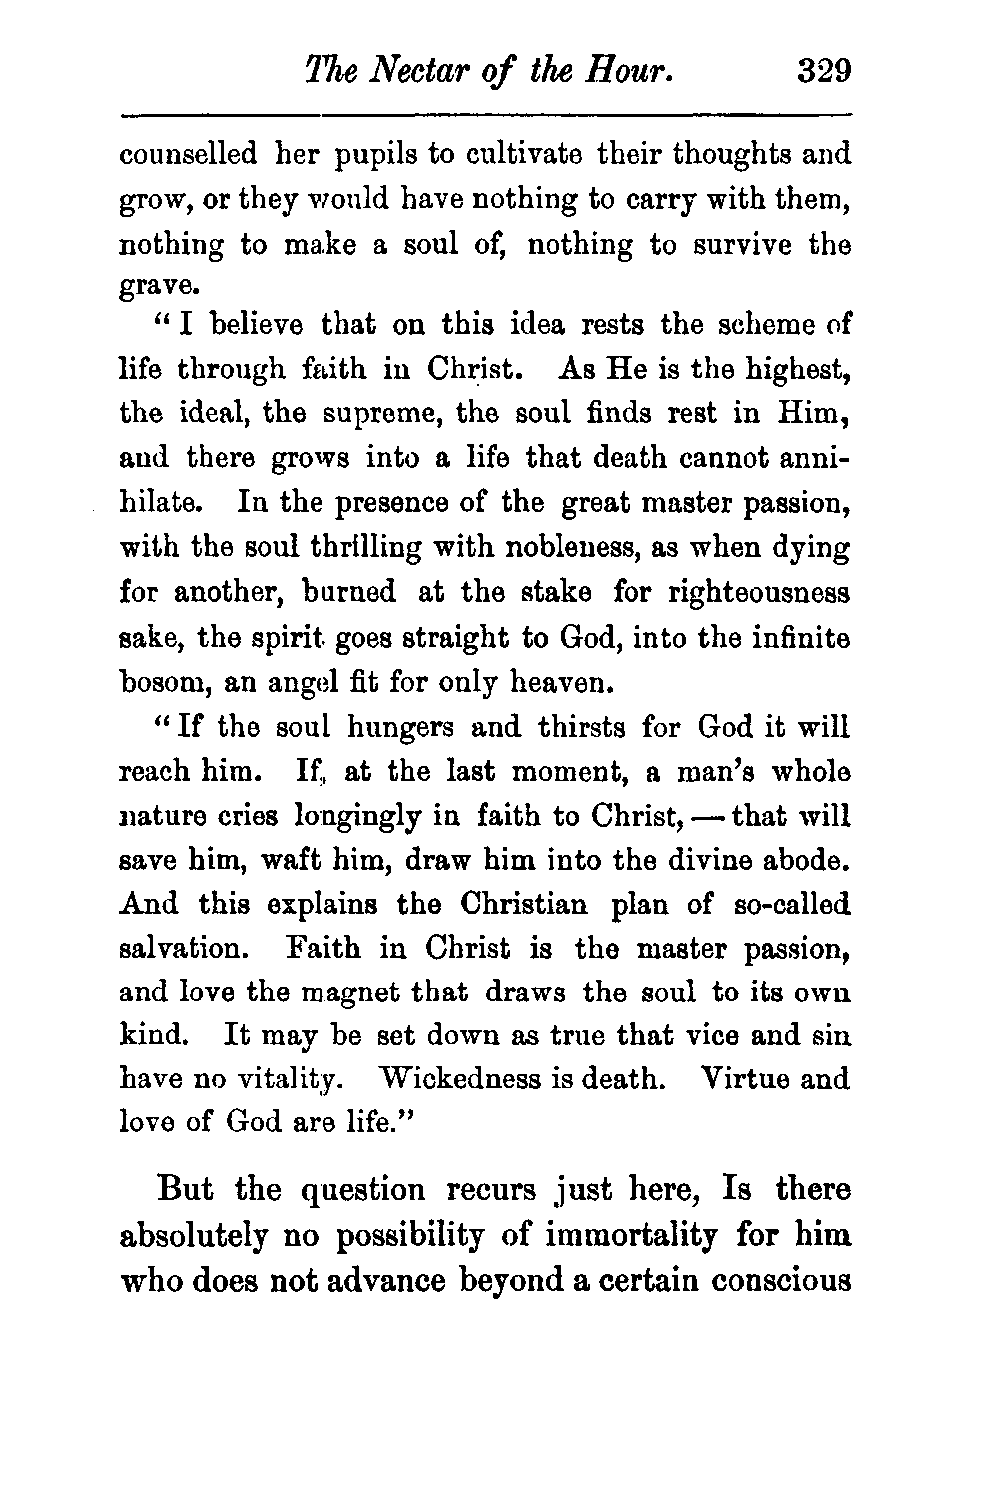 The Nectar of the Hour. 329
counselled her pupils to cultivate their thoughts and
grow, or they would have nothing to carry with them,
nothing to make a soul of, nothing to survive the
grave.
“ I believe that on this idea rests the scheme of
life through faith in Christ. As He is the highest,
the ideal, the supreme, the soul finds rest in Him,
and there grows into a life that death cannot anni-
hilate. In the presence of the great master passion,
with the soul thrilling with nobleness, as when dying
for another, burned at the stake for righteousness
sake, the spirit goes straight to God, into the infinite
bosom, an angel fit for only heaven.
“ If the soul hungers and thirsts for God it will
reach him. If, at the last moment, a man’s whole
nature cries longingly in faith to Christ, — that will
save him, waft him, draw him into the divine abode.
And this explains the Christian plan of so-called
salvation. Faith in Christ is the master passion,
and love the magnet that draws the soul to its own
kind. It may be set down as true that vice and sin
have no vitality. Wickedness is death. Virtue and
love of God are life.”
But the question recurs just here, Is there
absolutely no possibility of immortality for him
who does not advance beyond a certain conscious